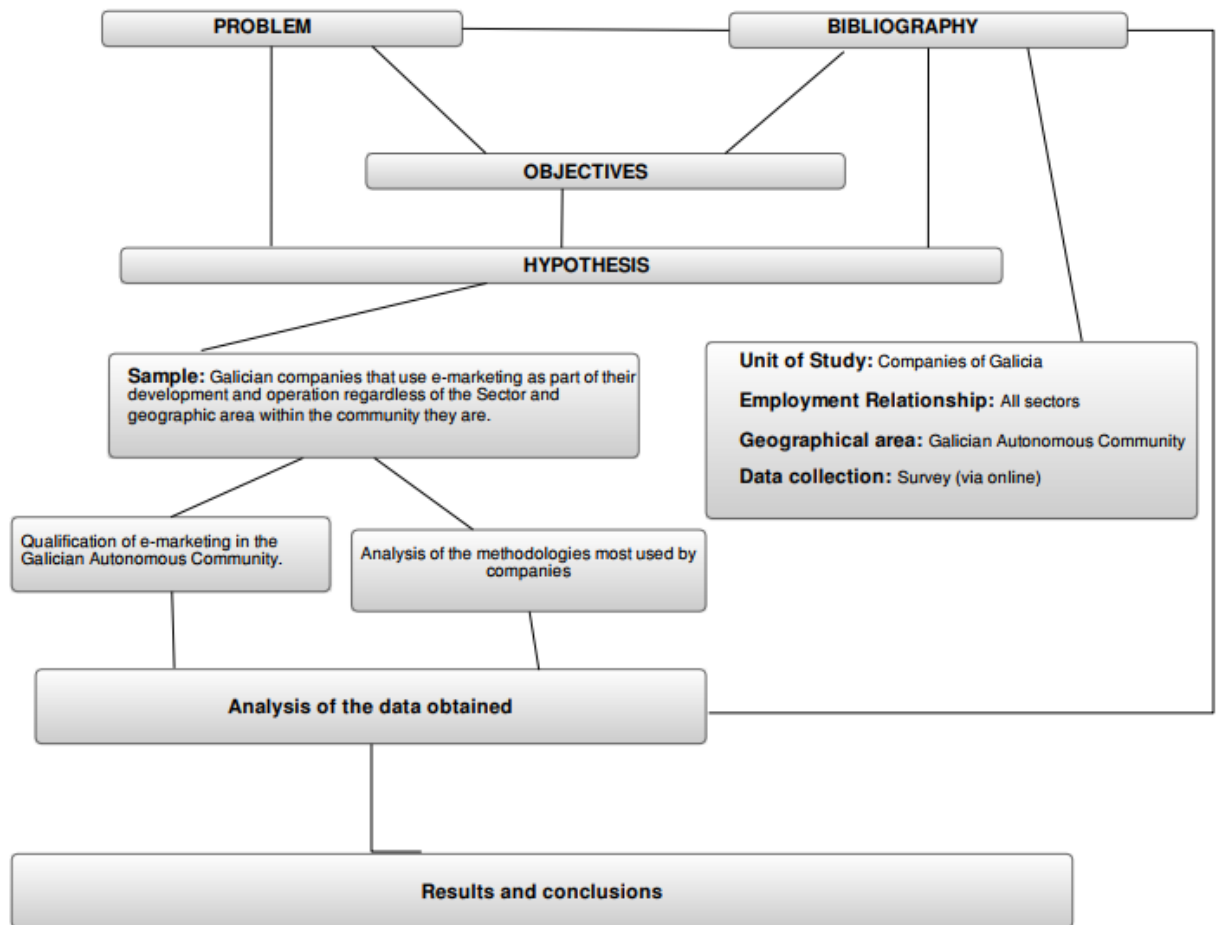 PROBLEM
BIBLIOGRAPHY
OBJECTIVES
HYPOTHESIS
Sample: Galician companies that use e-marketing as part of their
development and operation regardless of the Sector and
geographic area within the community they are.
Unit of Study: Companies of Galicia
Employment Relationship: All sectors
Geographical area: Galician Autonomous Community
Data collection: Survey (via online)
Qualification of e-marketing in the
Galician Autonomous Community.
Analysis of the methodologies most used by
companies
Analysis of the data obtained
Results and conclusions